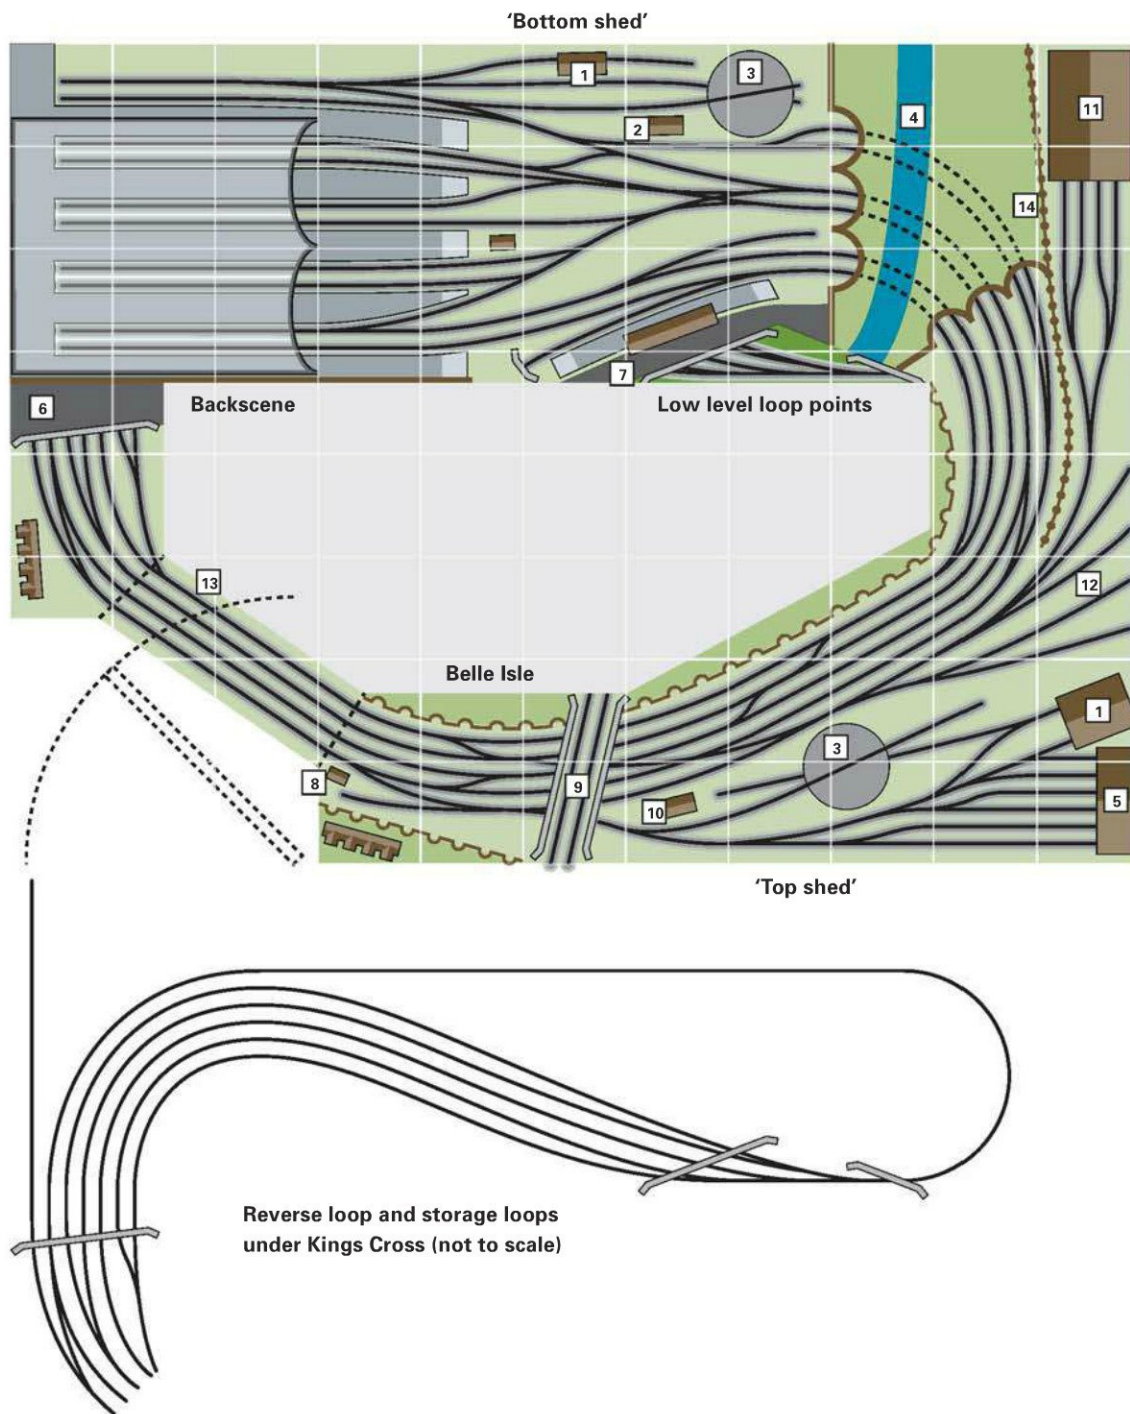 ‘Bottom shed’
1
3
2
4
11
14
7
6
Backscene
Low level loop points
13
12
Belle Isle
1
3
8
9
10
5
‘Top shed’
Reverse loop and storage loops
under Kings Cross (not to scale)